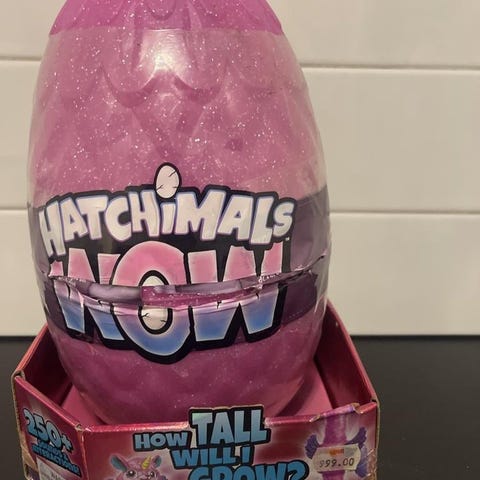 HATCHiMALS
WOW
250+
HOW TALL
WILL I
GROW?
$99.00